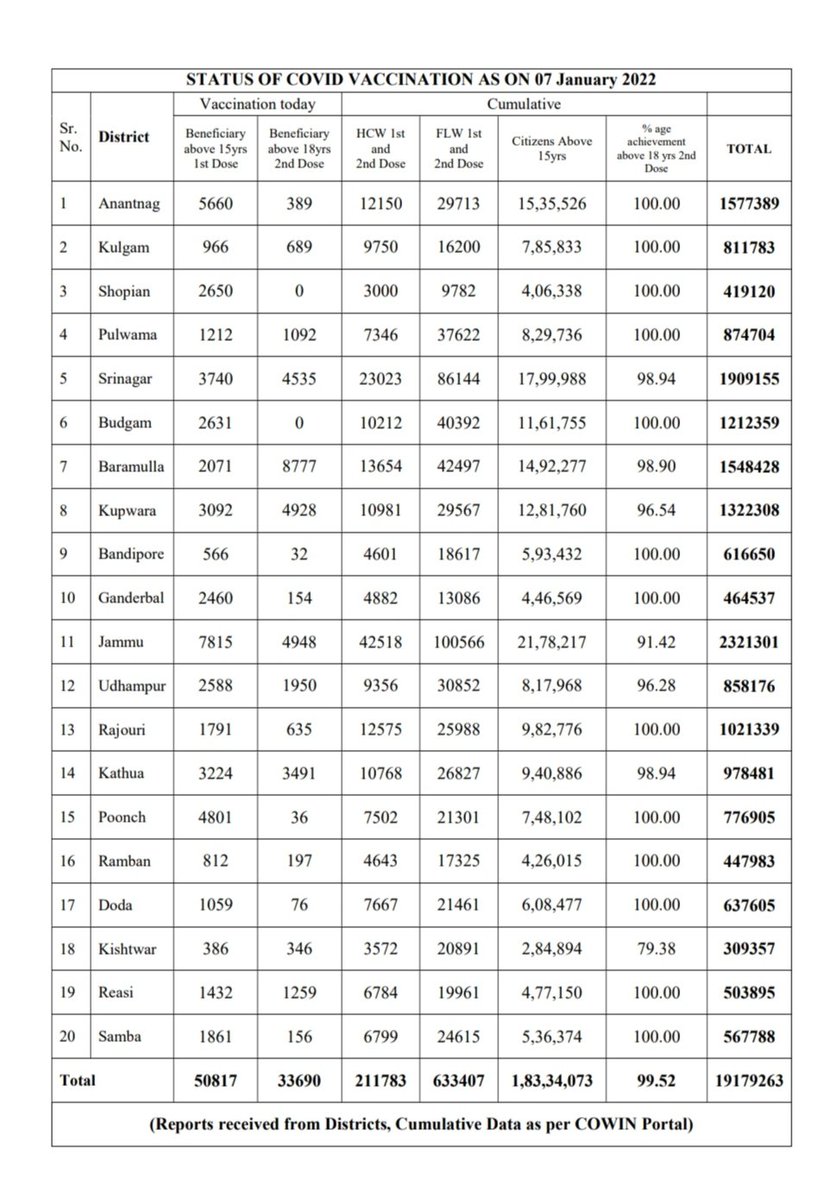 STATUS OF COVID VACCINATION AS ON 07 January 2022
Sr. No. District Vaccination today Cumulative
Beneficiary above 15yrs 1st Dose Beneficiary above 18yrs 2nd Dose HCW 1st and 2nd Dose FLW 1st and 2nd Dose Citizens Above 15yrs % age achievement above 18 yrs 2nd Dose TOTAL
1 Anantnag 5660 389 12150 29713 15,35,526 100.00 1577389
2 Kulgam 966 689 9750 16200 7,85,833 100.00 811783
3 Shopian 2650 0 3000 9782 4,06,338 100.00 419120
4 Pulwama 1212 1092 7346 37622 8,29,736 100.00 874704
5 Srinagar 3740 4535 23023 86144 17,99,988 98.94 1909155
6 Budgam 2631 0 10212 40392 11,61,755 100.00 1212359
7 Baramulla 2071 8777 13654 42497 14,92,277 98.90 1548428
8 Kupwara 3092 4928 10981 29567 12,81,760 96.54 1322308
9 Bandipore 566 32 4601 18617 5,93,432 100.00 616650
10 Ganderbal 2460 154 4882 13086 4,46,569 100.00 464537
11 Jammu 7815 4948 42518 100566 21,78,217 91.42 2321301
12 Udhampur 2588 1950 9356 30852 8,17,968 96.28 858176
13 Rajouri 1791 635 12575 25988 9,82,776 100.00 1021339
14 Kathua 3224 3491 10768 26827 9,40,886 98.94 978481
15 Poonch 4801 36 7502 21301 7,48,102 100.00 776905
16 Ramban 812 197 4643 17325 4,26,015 100.00 447983
17 Doda 1059 76 7667 21461 6,08,477 100.00 637605
18 Kishtwar 386 346 3572 20891 2,84,894 79.38 309357
19 Reasi 1432 1259 6784 19961 4,77,150 100.00 503895
20 Samba 1861 156 6799 24615 5,36,374 100.00 567788
Total 50817 33690 211783 633407 1,83,34,073 99.52 19179263
(Reports received from Districts, Cumulative Data as per COWIN Portal)